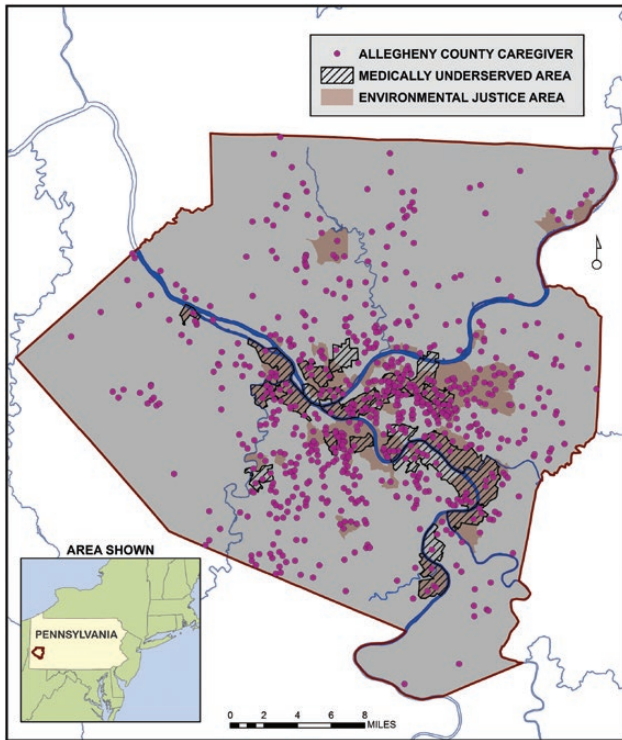 ALLEGHENY COUNTY CAREGIVER
MEDICALLY UNDERSERVED AREA
ENVIRONMENTAL JUSTICE AREA
AREA SHOWN
PENNSYLVANIA
0 2 4 6 8
MILES